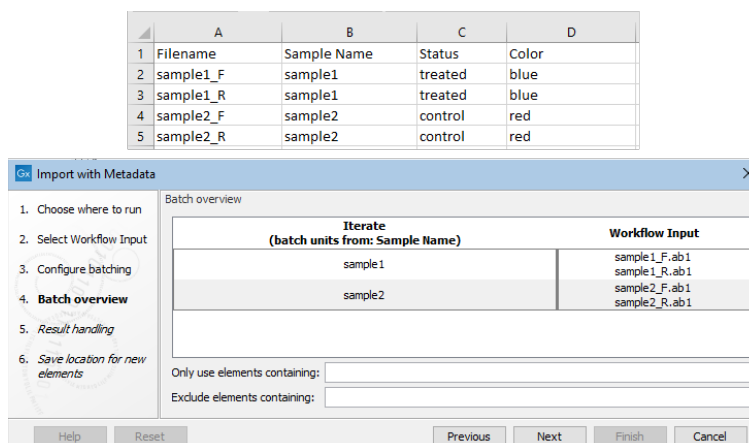 A B C D
1 Filename Sample Name Status Color
2 sample1_F sample1 treated blue
3 sample1_R sample1 treated blue
4 sample2_F sample2 control red
5 sample2_R sample2 control red
Gx Import with Metadata
1. Choose where to run
2. Select Workflow Input
3. Configure batching
4. Batch overview
5. Result handling
6. Save location for new
elements
Batch overview
Iterate
(batch units from: Sample Name)
Workflow Input
sample1
sample1_F.ab1
sample1_R.ab1
sample2
sample2_F.ab1
sample2_R.ab1
Only use elements containing:
Exclude elements containing:
Help Reset Previous Next Finish Cancel